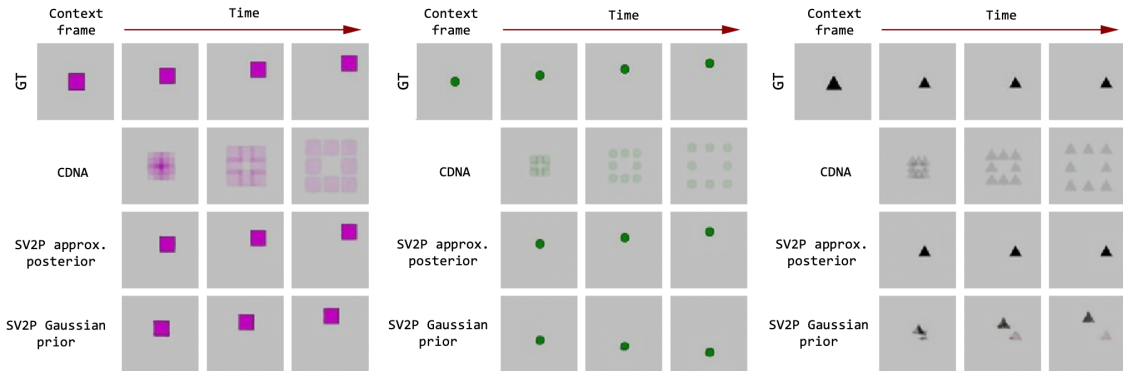 Context
frame
Time
GT
CDNA
SV2P approx.
posterior
SV2P Gaussian
prior
Context
frame
Time
GT
CDNA
SV2P approx.
posterior
SV2P Gaussian
prior
Context
frame
Time
GT
CDNA
SV2P approx.
posterior
SV2P Gaussian
prior